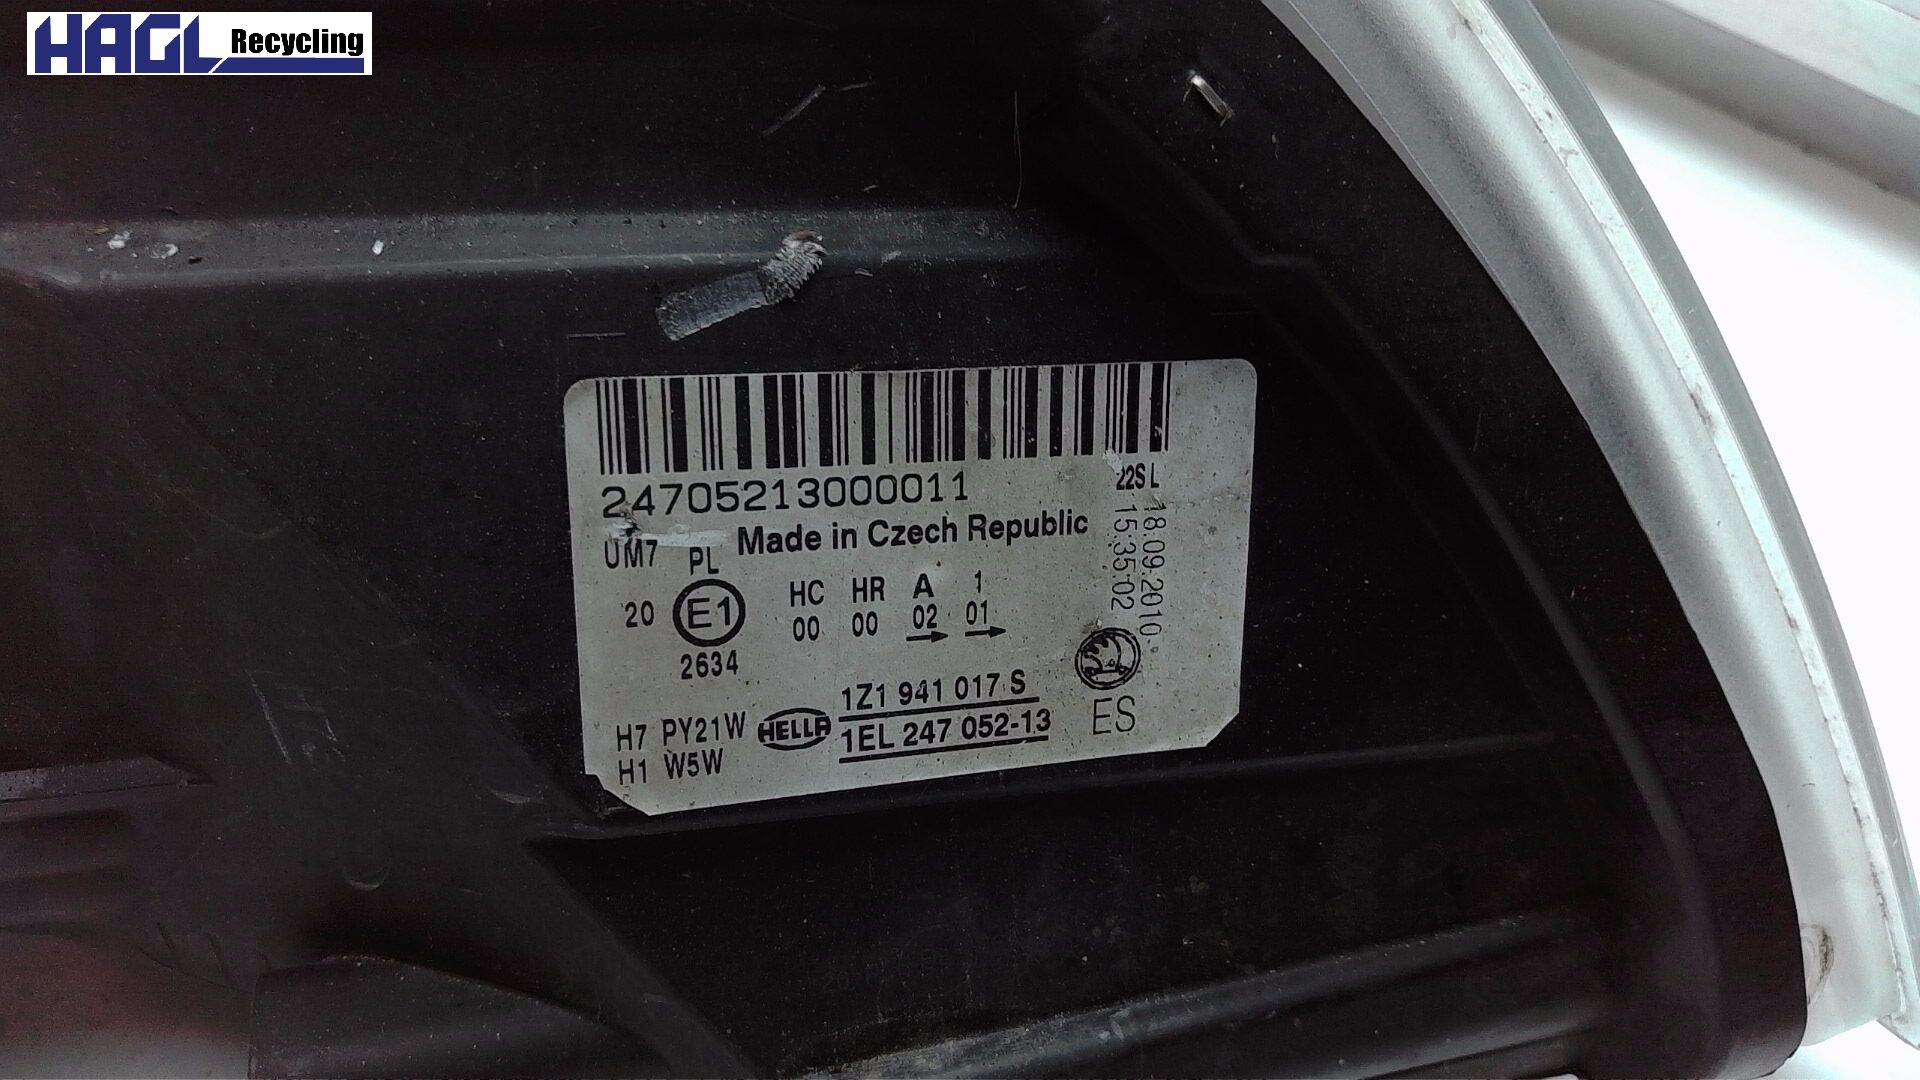 HAGL Recycling
24705213000011
22S L
Made in Czech Republic
18.09.2010
15:35:02
UM7 PL
20 E1 HC HR A 1
00 00 02 01
2634
1Z1 941 017 S
H7 PY21W HELLA 1EL 247 052-13 ES
H1 W5W